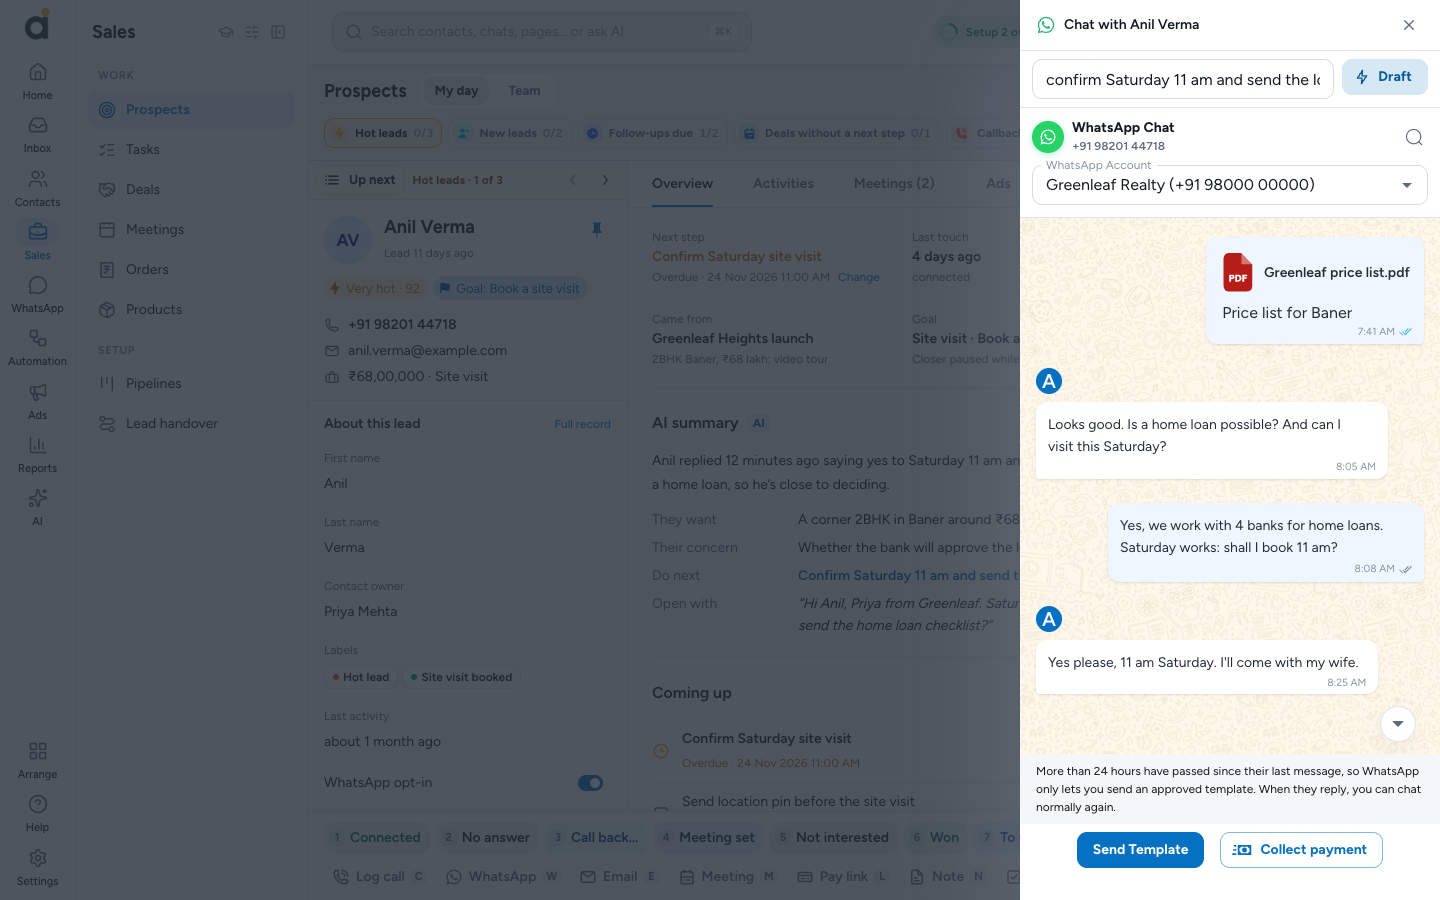 Home
Inbox
Contacts
Sales
WhatsApp
Automation
Ads
Reports
AI
Arrange
Help
Settings
Sales
WORK
Prospects
Tasks
Deals
Meetings
Orders
Products
SETUP
Pipelines
Lead handover
Search contacts, chats, pages... or ask AI
⌘K
Setup 2 of
Prospects
My day
Team
Hot leads 0/3
New leads 0/2
Follow-ups due 1/2
Deals without a next step 0/1
Up next
Hot leads · 1 of 3
AV
Anil Verma
Lead 11 days ago
Very hot · 92
Goal: Book a site visit
+91 98201 44718
anil.verma@example.com
₹68,00,000 · Site visit
About this lead
Full record
First name
Anil
Last name
Verma
Contact owner
Priya Mehta
Labels
Hot lead
Site visit booked
Last activity
about 1 month ago
WhatsApp opt-in
Overview
Activities
Meetings (2)
Ads
Next step
Confirm Saturday site visit
Overdue · 24 Nov 2026 11:00 AM Change
Last touch
4 days ago
connected
Came from
Greenleaf Heights launch
2BHK Baner, ₹68 lakh: video tour
Goal
Site visit · Book a
Closer paused while
AI summary
AI
Anil replied 12 minutes ago saying yes to Saturday 11 am an
a home loan, so he's close to deciding.
They want
A corner 2BHK in Baner around ₹68
Their concern
Whether the bank will approve the l
Do next
Confirm Saturday 11 am and send t
Open with
“Hi Anil, Priya from Greenleaf. Satur
send the home loan checklist?”
Coming up
Confirm Saturday site visit
Overdue · 24 Nov 2026 11:00 AM
Send location pin before the site visit
1 Connected
2 No answer
3 Call back...
4 Meeting set
5 Not interested
6 Won
7 To
Log call C
WhatsApp W
Email E
Meeting M
Pay link L
Note N
Chat with Anil Verma
confirm Saturday 11 am and send the lo
Draft
WhatsApp Chat
+91 98201 44718
WhatsApp Account
Greenleaf Realty (+91 98000 00000)
PDF
Greenleaf price list.pdf
Price list for Baner
7:41 AM
A
Looks good. Is a home loan possible? And can I
visit this Saturday?
8:05 AM
Yes, we work with 4 banks for home loans.
Saturday works: shall I book 11 am?
8:08 AM
A
Yes please, 11 am Saturday. I'll come with my wife.
8:25 AM
More than 24 hours have passed since their last message, so WhatsApp
only lets you send an approved template. When they reply, you can chat
normally again.
Send Template
Collect payment